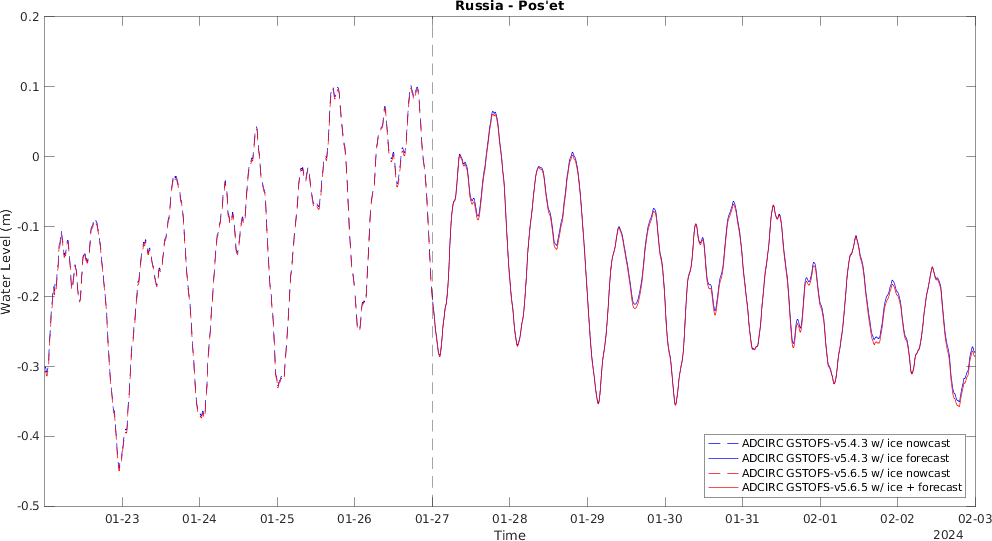 Russia - Pos'et
Water Level (m)
0.2
0.1
0
-0.1
-0.2
-0.3
-0.4
-0.5
ADCIRC GSTOFS-v5.4.3 w/ ice nowcast
ADCIRC GSTOFS-v5.4.3 w/ ice forecast
ADCIRC GSTOFS-v5.6.5 w/ ice nowcast
ADCIRC GSTOFS-v5.6.5 w/ ice + forecast
01-23 01-24 01-25 01-26 01-27 01-28 01-29 01-30 01-31 02-01 02-02 02-03
Time
2024